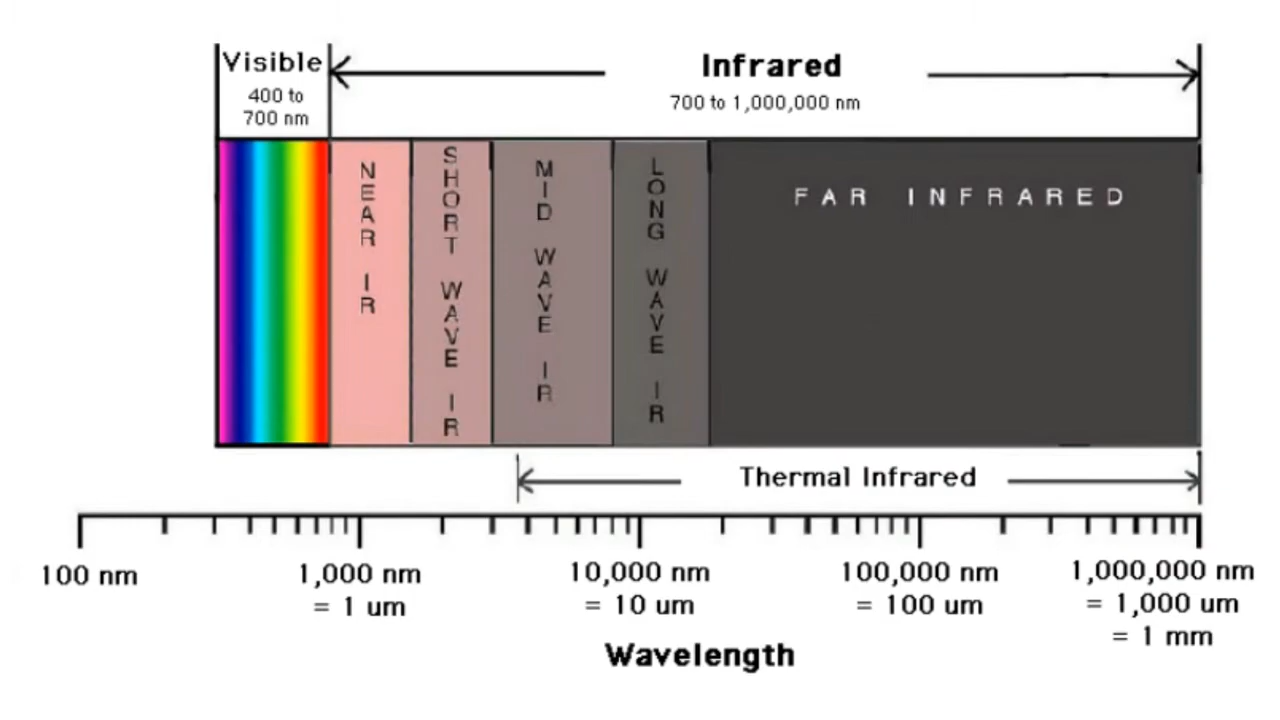 Visible
400 to
700 nm
Infrared
700 to 1,000,000 nm
NEAR IR
SHORT WAVE IR
MID WAVE IR
LONG WAVE IR
FAR INFRARED
Thermal Infrared
100 nm
1,000 nm
= 1 um
10,000 nm
= 10 um
100,000 nm
= 100 um
1,000,000 nm
= 1,000 um
= 1 mm
Wavelength